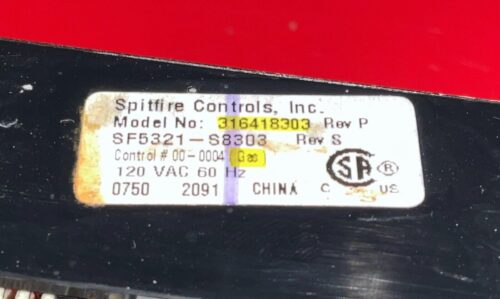 Spitfire Controls, Inc.
Model No: 316418303 Rev P
SF5321-S8303 Rev S
Control # 00-0004 Gas
120 VAC 60 Hz
0750 2091 CHINA C SA ® US